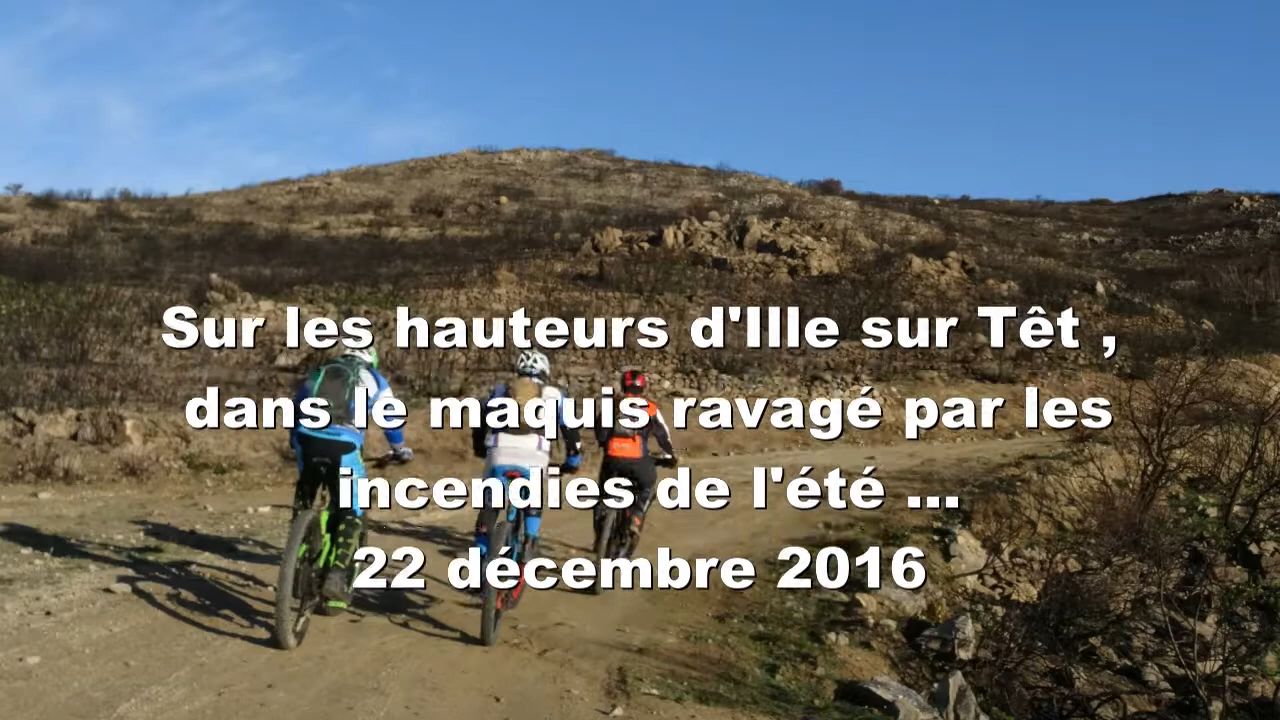 Sur les hauteurs d'Ille sur Têt ,
dans le maquis ravagé par les
incendies de l'été ...
22 décembre 2016